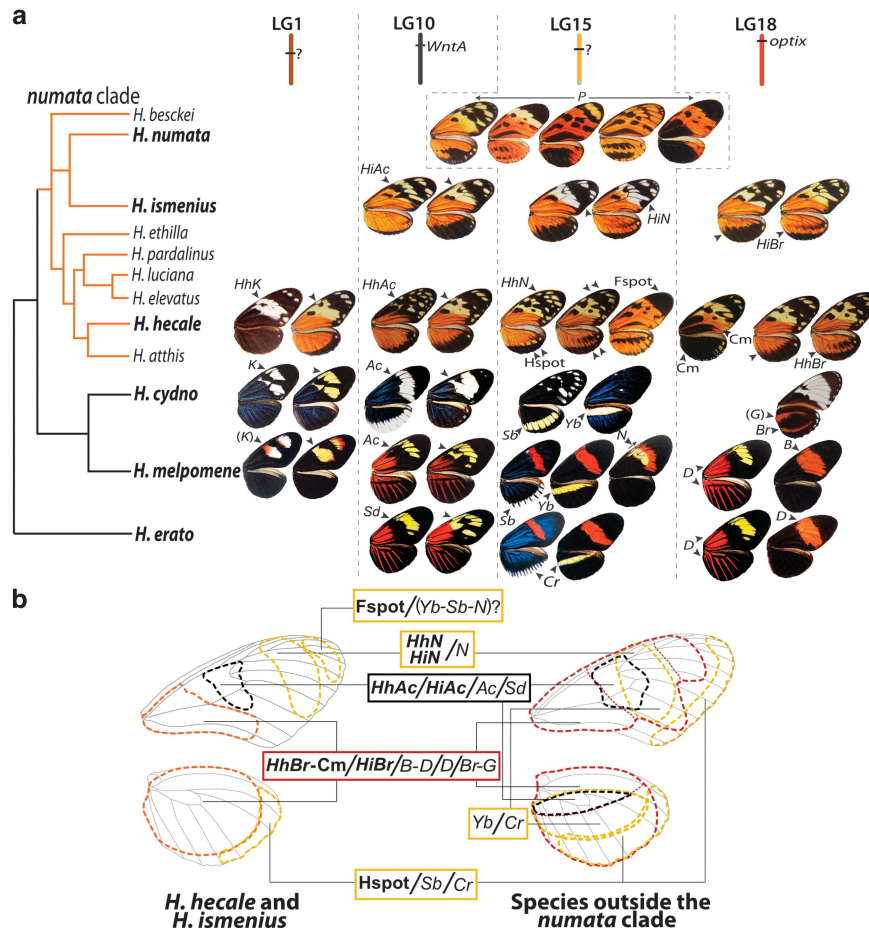 a
LG1
LG10
LG15
LG18
?
WntA
?
optix
numata clade
P
H. besckei
H. numata
HiAc
H. ismenius
HiN
HiBr
H. ethilla
H. pardalinus
H. luciana
H. elevatus
HhK
HhAc
HhN
Fspot
H. hecale
Cm
Cm
H. atthis
Hspot
HhBr
K
Ac
H. cydno
(G)
Sb
Yb
Br
(K)
Ac
N
B
H. melpomene
D
Sb
Yb
Sd
D
H. erato
D
Cr
b
Fspot/(Yb-Sb-N)?
HhN
HiN /N
HhAc/HiAc/Ac/Sd
HhBr-Cm/HiBr/B-D/D/Br-G
Yb/Cr
Hspot/Sb/Cr
H. hecale and
H. ismenius
Species outside the
numata clade